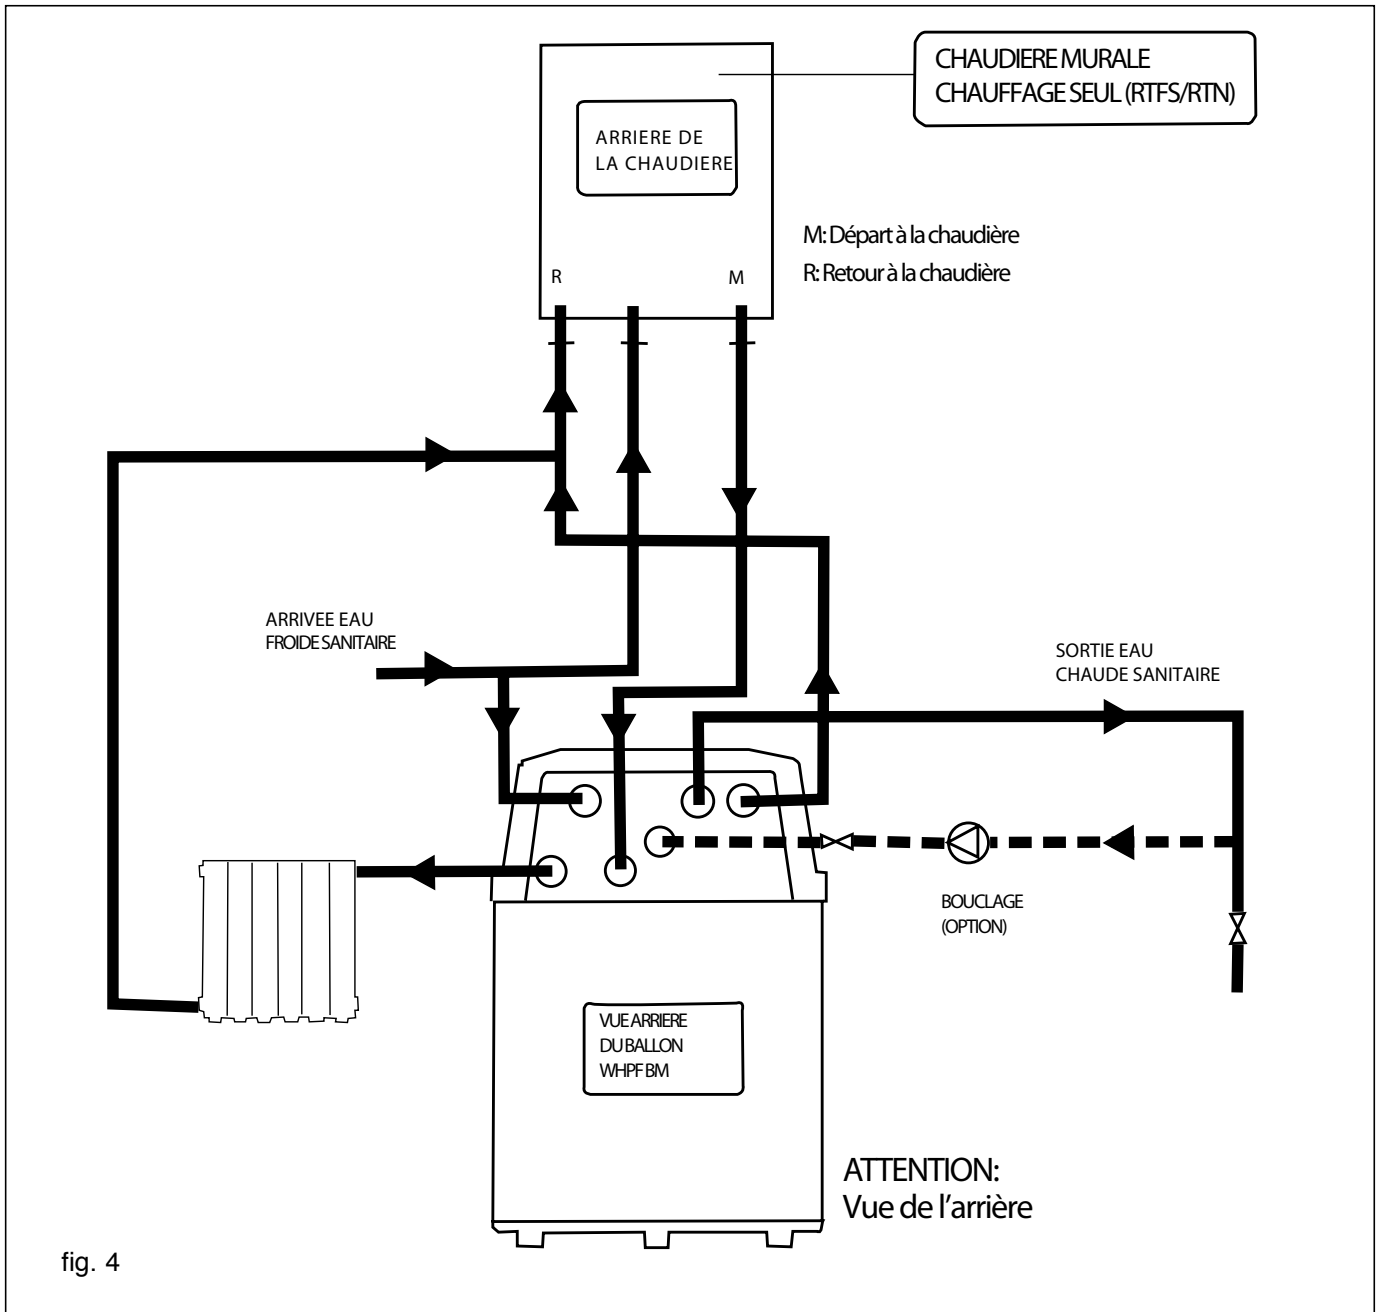 CHAUDIERE MURALE
CHAUFFAGE SEUL (RTFS/RTN)
ARRIERE DE
LA CHAUDIERE
M: Départ à la chaudière
R: Retour à la chaudière
R
M
ARRIVEE EAU
FROIDE SANITAIRE
SORTIE EAU
CHAUDE SANITAIRE
BOUCLAGE
(OPTION)
VUE ARRIERE
DU BALLON
WHPF BM
ATTENTION:
Vue de l'arrière
fig. 4